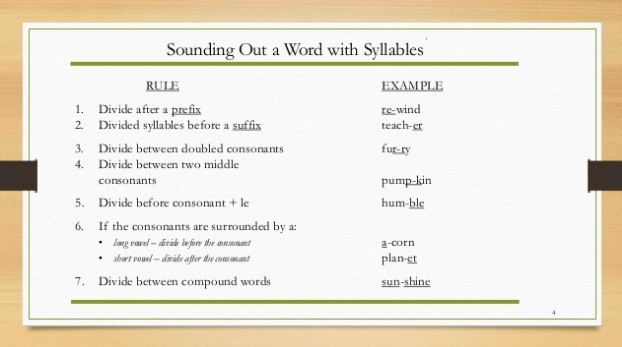 Sounding Out a Word with Syllables
RULE EXAMPLE
1. Divide after a prefix re-wind
2. Divided syllables before a suffix teach-er
3. Divide between doubled consonants fur-ry
4. Divide between two middle
consonants pump-kin
5. Divide before consonant + le hum-ble
6. If the consonants are surrounded by a:
• long vowel – divide before the consonant a-corn
• short vowel – divide after the consonant plan-et
7. Divide between compound words sun-shine
4